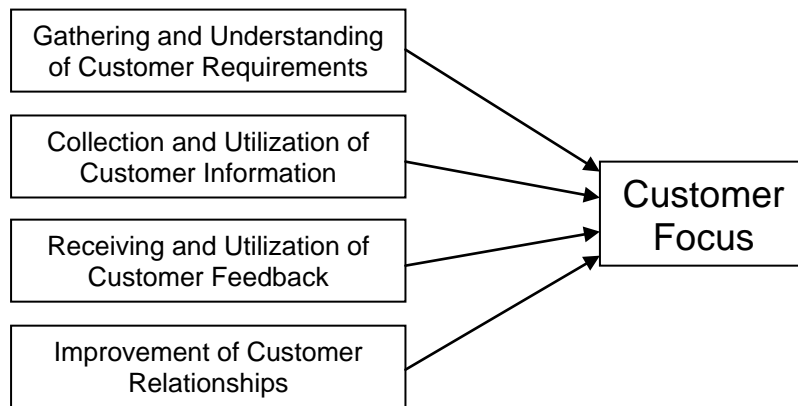 Gathering and Understanding
of Customer Requirements
Collection and Utilization of
Customer Information
Receiving and Utilization of
Customer Feedback
Improvement of Customer
Relationships
Customer
Focus